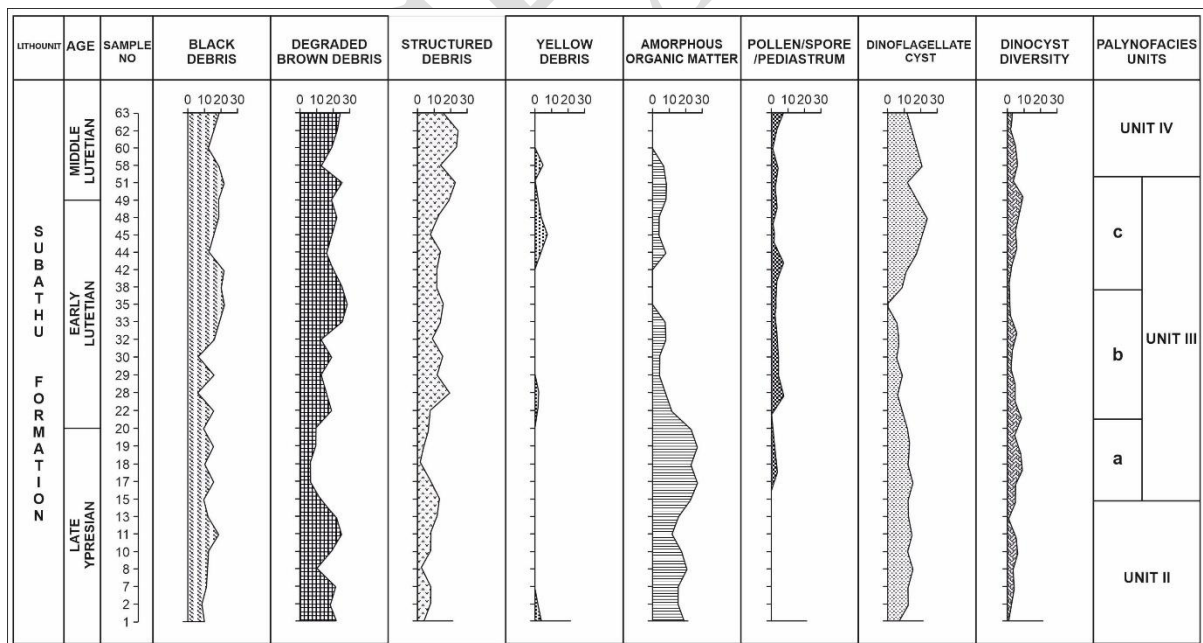 LITHOUNIT
AGE
SAMPLE
NO
BLACK
DEBRIS
DEGRADED
BROWN DEBRIS
STRUCTURED
DEBRIS
YELLOW
DEBRIS
AMORPHOUS
ORGANIC MATTER
POLLEN/SPORE
/PEDIASTRUM
DINOFLAGELLATE
CYST
DINOCYST
DIVERSITY
PALYNOFACIES
UNITS
0 10 20 30
0 10 20 30
0 10 20 30
0 10 20 30
0 10 20 30
0 10 20 30
0 10 20 30
0 10 20 30
SUBATHU FORMATION
MIDDLE
LUTETIAN
EARLY
LUTETIAN
LATE
YPRESIAN
63
62
60
58
51
49
48
45
44
42
38
35
33
32
30
29
28
22
20
19
18
17
15
13
11
10
8
7
2
1
UNIT IV
c
b
UNIT III
a
UNIT II